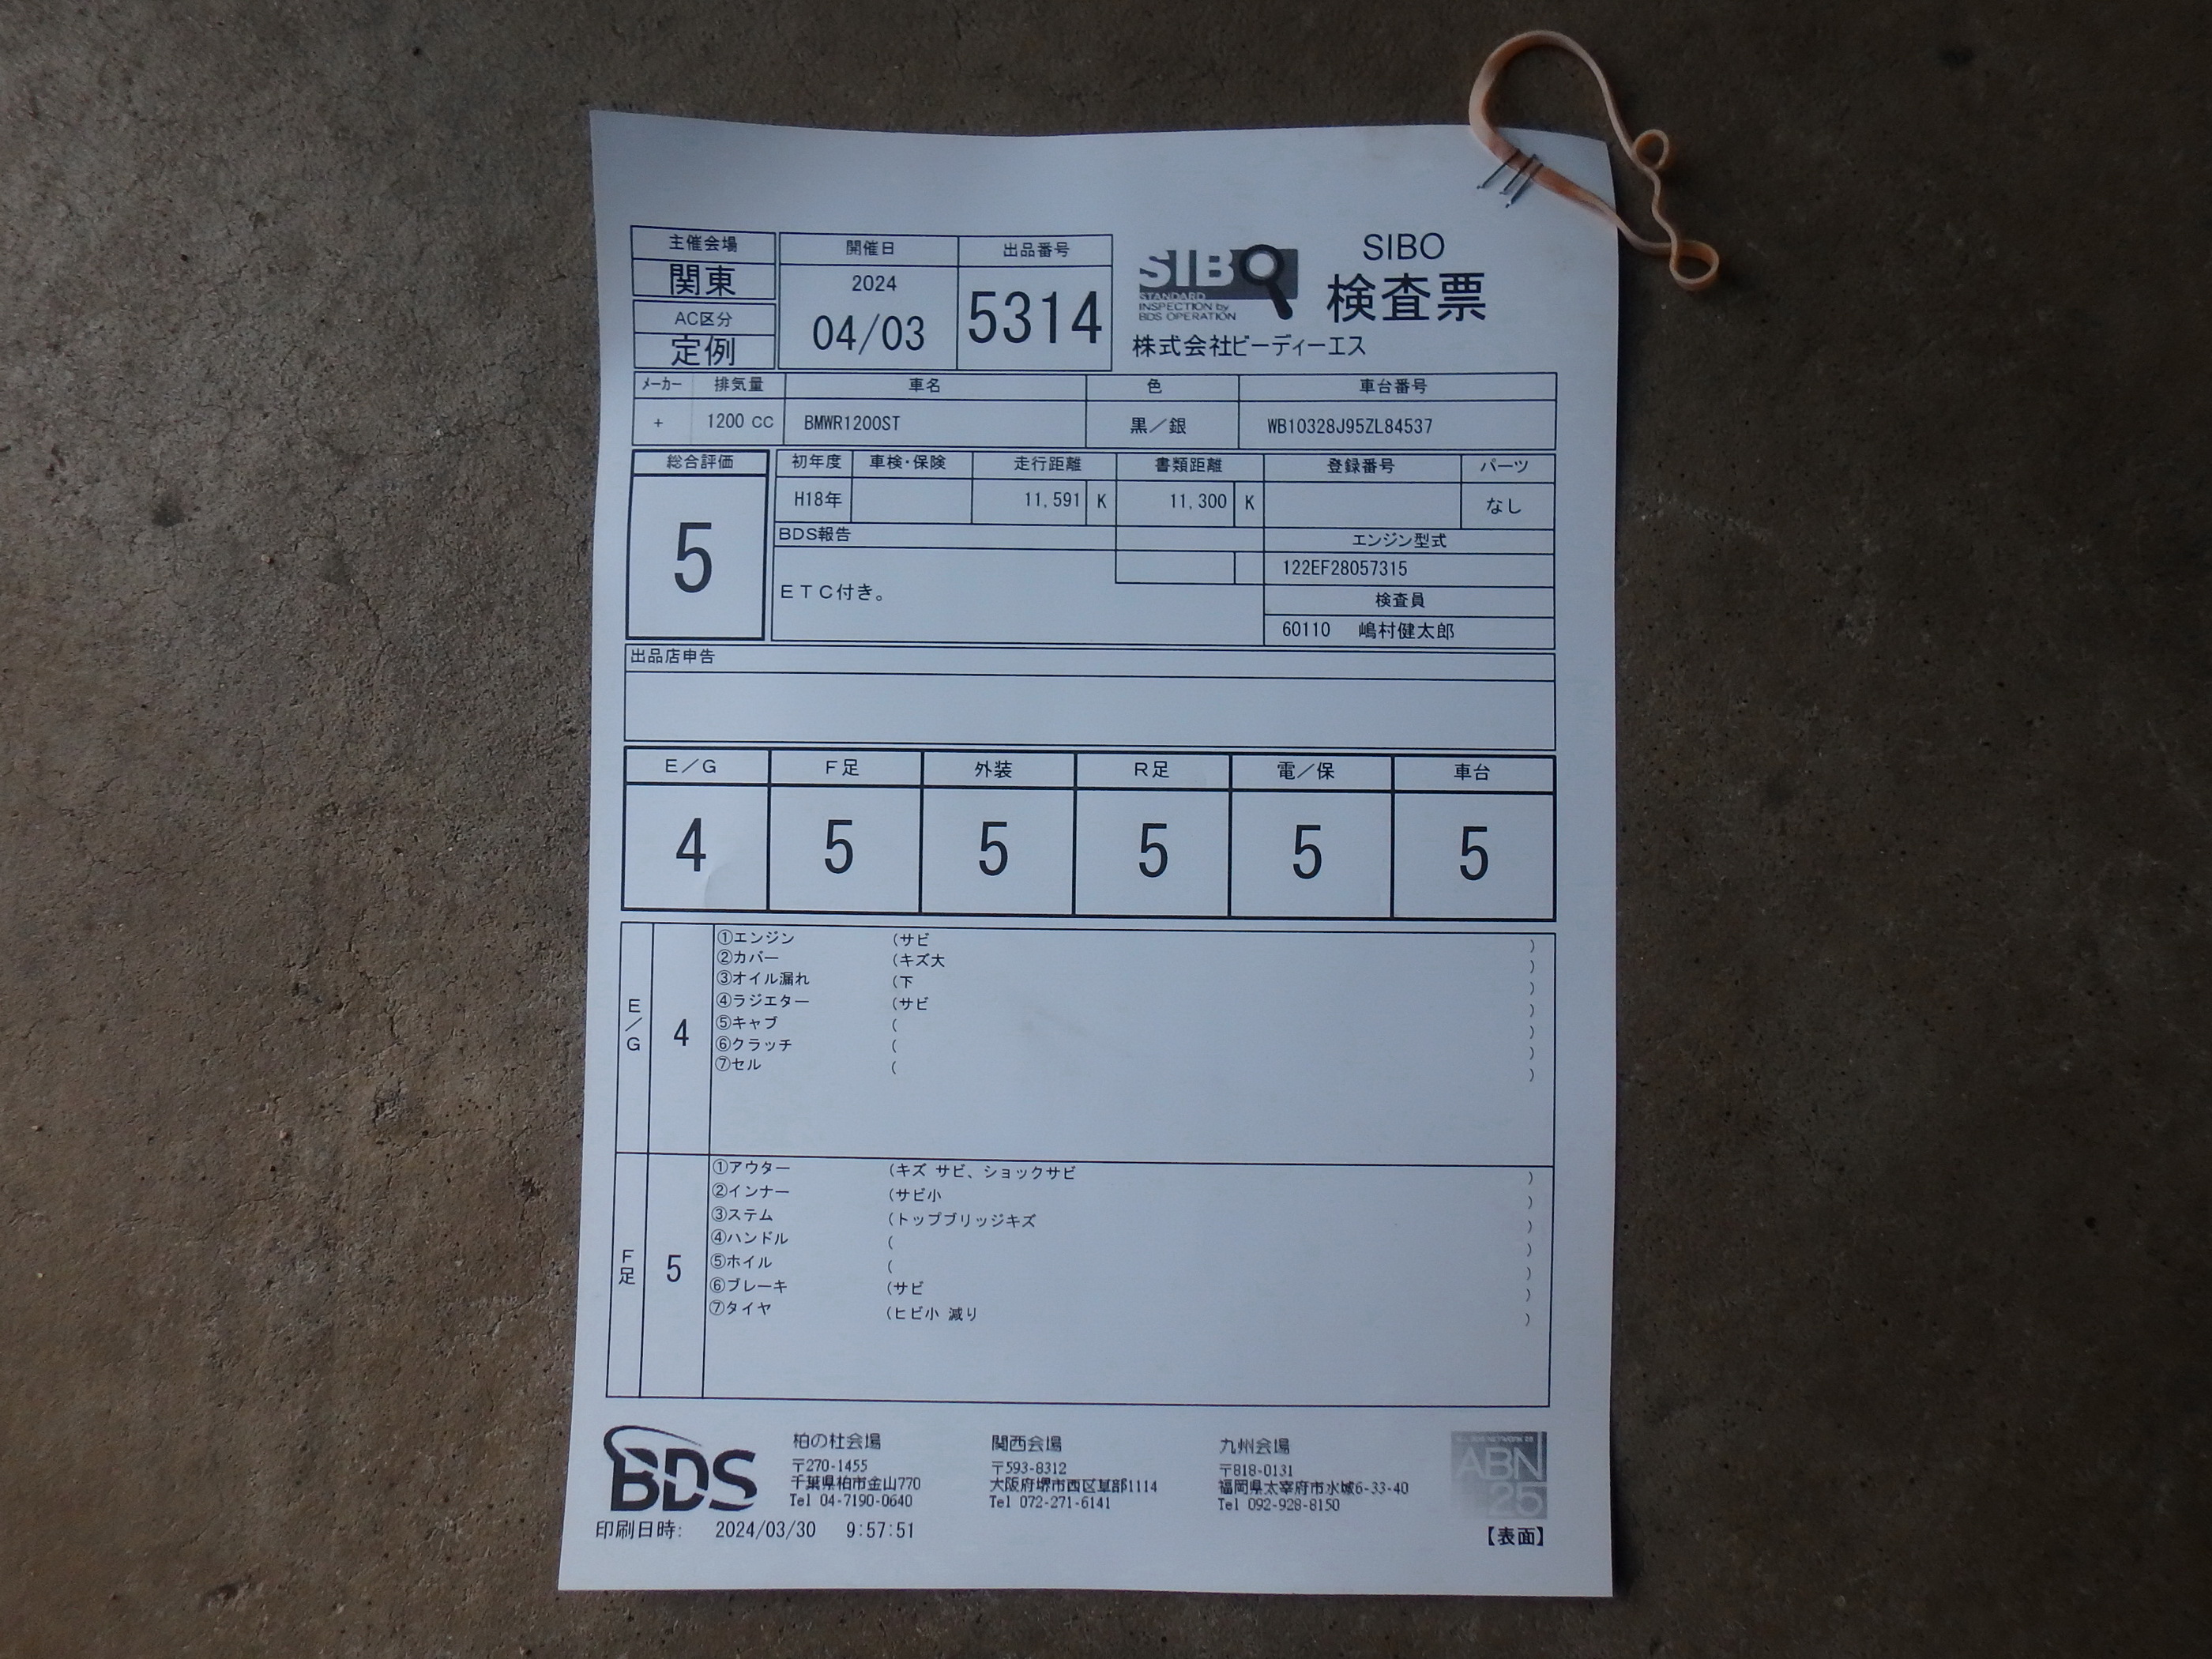 主催会場
関東
AC区分
定例
開催日
2024
04/03
出品番号
5314
SIBO
STANDARD
INSPECTION by
BDS OPERATION
SIBO
検査票
株式会社ビーディーエス
ﾒｰｶｰ 排気量 車名 色 車台番号
+ 1200 CC BMWR1200ST 黒／銀 WB10328J95ZL84537
総合評価
5
初年度 車検・保険 走行距離 書類距離 登録番号 パーツ
H18年 11,591 K 11,300 K なし
BDS報告
ＥＴＣ付き。
エンジン型式
122EF28057315
検査員
60110 嶋村健太郎
出品店申告
Ｅ／Ｇ Ｆ足 外装 Ｒ足 電／保 車台
4 5 5 5 5 5
Ｅ／Ｇ
4
①エンジン (サビ )
②カバー (キズ大 )
③オイル漏れ (下 )
④ラジエター (サビ )
⑤キャブ ( )
⑥クラッチ ( )
⑦セル ( )
Ｆ足
5
①アウター (キズ サビ、ショックサビ )
②インナー (サビ小 )
③ステム (トップブリッジキズ )
④ハンドル ( )
⑤ホイル ( )
⑥ブレーキ (サビ )
⑦タイヤ (ヒビ小 減り )
BDS
柏の杜会場
〒270-1455
千葉県柏市金山770
Tel 04-7190-0640
関西会場
〒593-8312
大阪府堺市西区草部1114
Tel 072-271-6141
九州会場
〒818-0131
福岡県太宰府市水城6-33-40
Tel 092-928-8150
ABN
25
印刷日時: 2024/03/30 9:57:51
【表面】